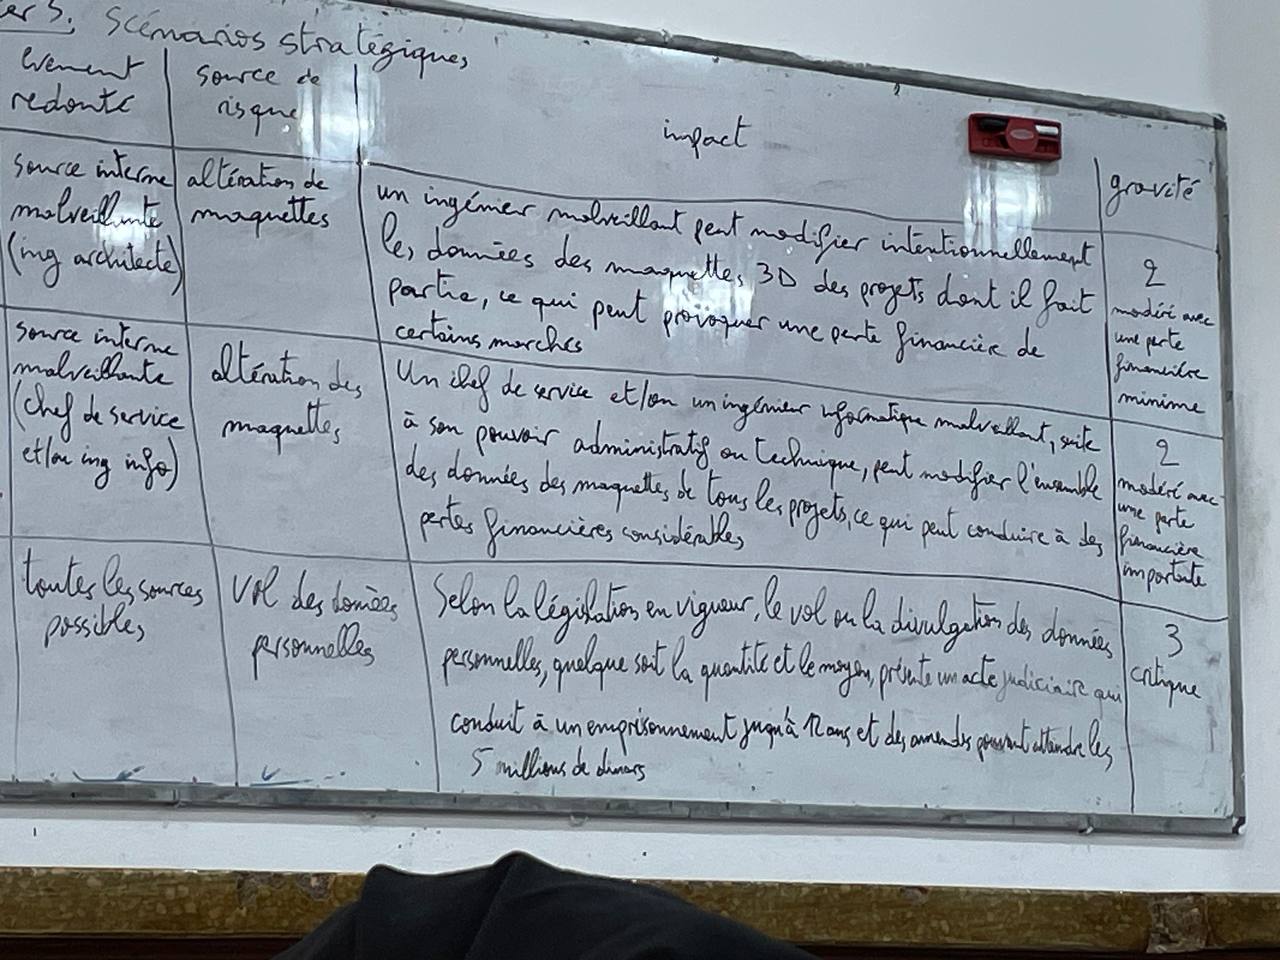 er 3. Scénarios stratégiques
évènement
redouté
source de
risque
impact
gravité
source interne
malveillante
(ing architecte)
altération de
maquettes
un ingénieur malveillant peut modifier intentionnellement
les données des maquettes 3D des projets dont il fait
partie, ce qui peut provoquer une perte financière de
certains marchés
2
modéré avec
une perte
financière
minime
source interne
malveillante
(chef de service
et/ou ing info)
altération des
maquettes
Un chef de service et/ou un ingénieur informatique malveillant, suite
à son pouvoir administratif ou technique, peut modifier l'ensemble
des données des maquettes de tous les projets, ce qui peut conduire à des
pertes financières considérables
2
modéré avec
une perte
financière
importante
toutes les sources
possibles
Vol des données
personnelles
Selon la législation en vigueur, le vol ou la divulgation des données
personnelles, quelque soit la quantité et le moyen, présente un acte judiciaire qui
conduit à un emprisonnement jusqu'à 12 ans et des amendes pouvant attendre les
5 millions de dinars
3
critique